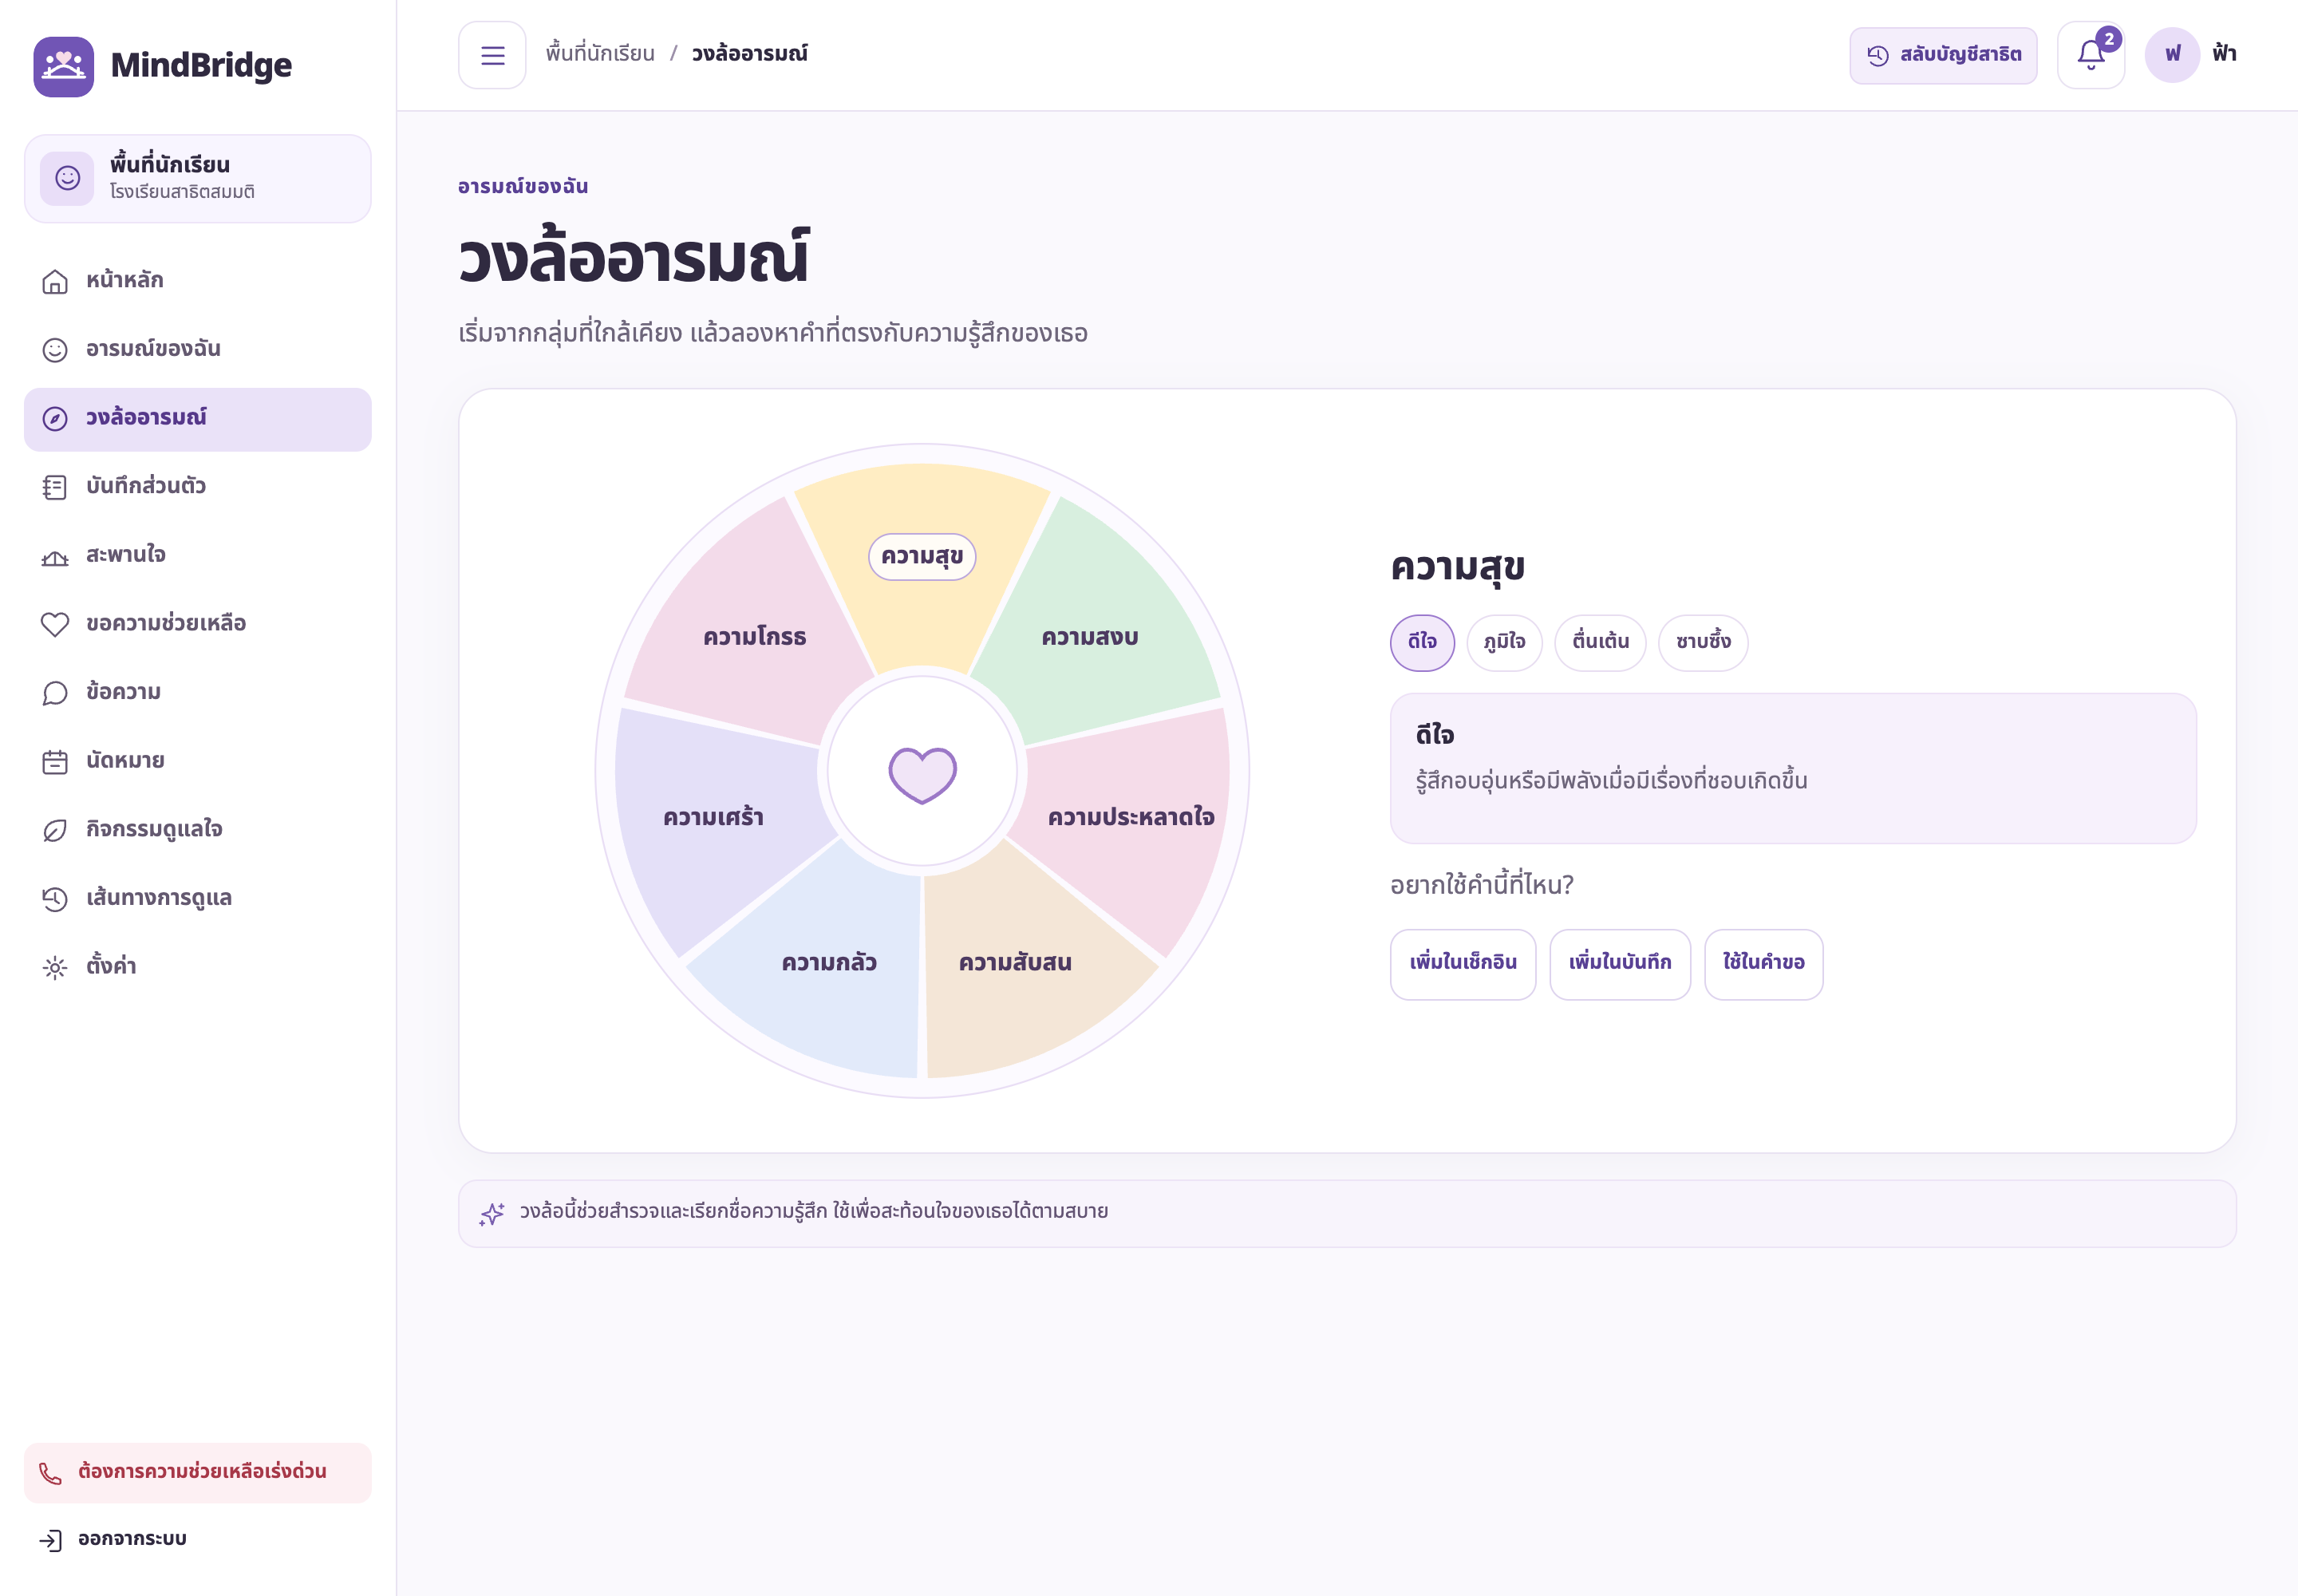 MindBridge
พื้นที่นักเรียน
โรงเรียนสาธิตสมมติ
หน้าหลัก
อารมณ์ของฉัน
วงล้ออารมณ์
บันทึกส่วนตัว
สะพานใจ
ขอความช่วยเหลือ
ข้อความ
นัดหมาย
กิจกรรมดูแลใจ
เส้นทางการดูแล
ตั้งค่า
ต้องการความช่วยเหลือเร่งด่วน
ออกจากระบบ
พื้นที่นักเรียน / วงล้ออารมณ์
สลับบัญชีสาธิต
2
ฟ ฟ้า
อารมณ์ของฉัน
วงล้ออารมณ์
เริ่มจากกลุ่มที่ใกล้เคียง แล้วลองหาคำที่ตรงกับความรู้สึกของเธอ
ความสุข
ความโกรธ
ความสงบ
ความเศร้า
ความประหลาดใจ
ความกลัว
ความสับสน
ความสุข
ดีใจ ภูมิใจ ตื่นเต้น ซาบซึ้ง
ดีใจ
รู้สึกอบอุ่นหรือมีพลังเมื่อมีเรื่องที่ชอบเกิดขึ้น
อยากใช้คำนี้ที่ไหน?
เพิ่มในเช็กอิน เพิ่มในบันทึก ใช้ในคำขอ
วงล้อนี้ช่วยสำรวจและเรียกชื่อความรู้สึก ใช้เพื่อสะท้อนใจของเธอได้ตามสบาย